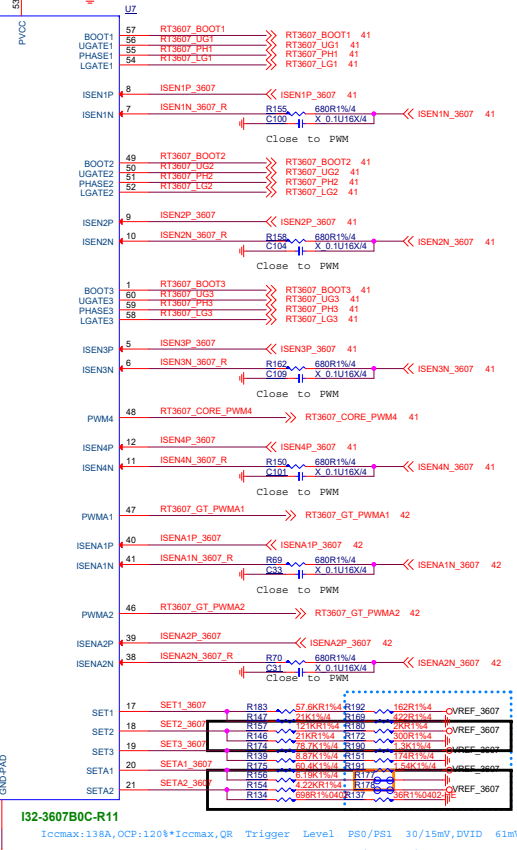 53
PVCC
U7
BOOT1 57 RT3607_BOOT1 RT3607_BOOT1 41
UGATE1 56 RT3607_UG1 RT3607_UG1 41
PHASE1 55 RT3607_PH1 RT3607_PH1 41
LGATE1 54 RT3607_LG1 RT3607_LG1 41
ISEN1P 8 ISEN1P_3607 ISEN1P_3607 41
ISEN1N 7 ISEN1N_3607_R R155 680R1%/4 ISEN1N_3607 41
C100 X_0.1U16X/4
Close to PWM
BOOT2 49 RT3607_BOOT2 RT3607_BOOT2 41
UGATE2 50 RT3607_UG2 RT3607_UG2 41
PHASE2 51 RT3607_PH2 RT3607_PH2 41
LGATE2 52 RT3607_LG2 RT3607_LG2 41
ISEN2P 9 ISEN2P_3607 ISEN2P_3607 41
ISEN2N 10 ISEN2N_3607_R R158 680R1%/4 ISEN2N_3607 41
C104 X_0.1U16X/4
Close to PWM
BOOT3 1 RT3607_BOOT3 RT3607_BOOT3 41
UGATE3 60 RT3607_UG3 RT3607_UG3 41
PHASE3 59 RT3607_PH3 RT3607_PH3 41
LGATE3 58 RT3607_LG3 RT3607_LG3 41
ISEN3P 5 ISEN3P_3607 ISEN3P_3607 41
ISEN3N 6 ISEN3N_3607_R R162 680R1%/4 ISEN3N_3607 41
C109 X_0.1U16X/4
Close to PWM
PWM4 48 RT3607_CORE_PWM4 RT3607_CORE_PWM4 41
ISEN4P 12 ISEN4P_3607 ISEN4P_3607 41
ISEN4N 11 ISEN4N_3607_R R150 680R1%/4 ISEN4N_3607 41
C101 X_0.1U16X/4
Close to PWM
PWMA1 47 RT3607_GT_PWMA1 RT3607_GT_PWMA1 42
ISENA1P 40 ISENA1P_3607 ISENA1P_3607 42
ISENA1N 41 ISENA1N_3607_R R69 680R1%/4 ISENA1N_3607 42
C33 X_0.1U16X/4
Close to PWM
PWMA2 46 RT3607_GT_PWMA2 RT3607_GT_PWMA2 42
ISENA2P 39 ISENA2P_3607 ISENA2P_3607 42
ISENA2N 38 ISENA2N_3607_R R70 680R1%/4 ISENA2N_3607 42
C31 X_0.1U16X/4
Close to PWM
SET1 17 SET1_3607 R183 57.6KR1%4 R192 162R1%/4 VREF_3607
R147 21K1%/4 R169 422R1%/4
SET2 18 SET2_3607 R157 121KR1%/4 R180 2KR1%/4 VREF_3607
R146 21KR1%/4 R172 300R1%/4
SET3 19 SET3_3607 R174 78.7K1%/4 R190 1.3K1%/4 VREF_3607
R139 8.87K1%/4 R151 174R1%/4
SETA1 20 SETA1_3607 R175 60.4K1%/4 R191 1.54K1%/4 VREF_3607
R156 6.19K1%/4 R177
SETA2 21 SETA2_3607 R154 4.22KR1%/4 VREF_3607
R134 698R1%0402 R137 36R1%0402
GND-PAD
I32-3607B0C-R11
Iccmax:138A,OCP:120%*Iccmax,QR Trigger Level PS0/PS1 30/15mV,DVID 61mV